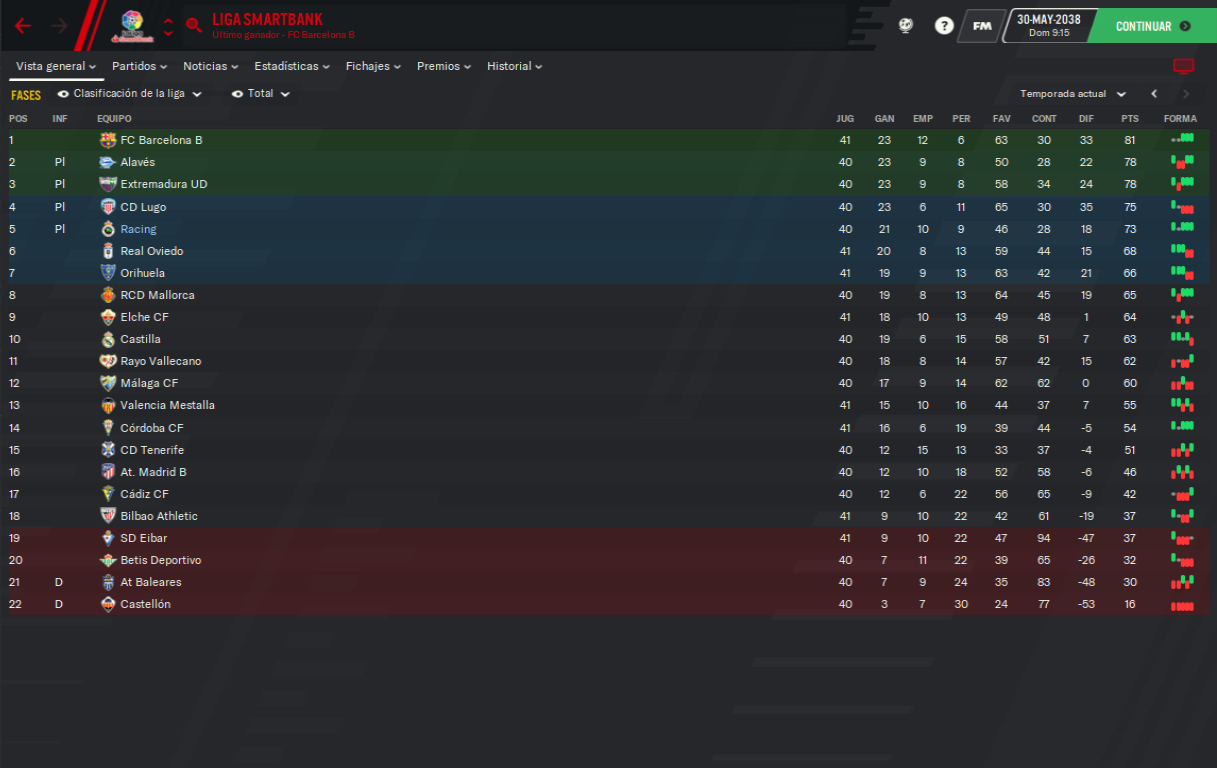 LIGA SMARTBANK
Último ganador - FC Barcelona B
30-MAY-2038
Dom 9:15
?
FM
CONTINUAR
Vista general Partidos Noticias Estadísticas Fichajes Premios Historial
FASES Clasificación de la liga Total Temporada actual
POS INF EQUIPO JUG GAN EMP PER FAV CONT DIF PTS FORMA
1 FC Barcelona B 41 23 12 6 63 30 33 81
2 Pl Alavés 40 23 9 8 50 28 22 78
3 Pl Extremadura UD 40 23 9 8 58 34 24 78
4 Pl CD Lugo 40 23 6 11 65 30 35 75
5 Pl Racing 40 21 10 9 46 28 18 73
6 Real Oviedo 41 20 8 13 59 44 15 68
7 Orihuela 41 19 9 13 63 42 21 66
8 RCD Mallorca 40 19 8 13 64 45 19 65
9 Elche CF 41 18 10 13 49 48 1 64
10 Castilla 40 19 6 15 58 51 7 63
11 Rayo Vallecano 40 18 8 14 57 42 15 62
12 Málaga CF 40 17 9 14 62 62 0 60
13 Valencia Mestalla 41 15 10 16 44 37 7 55
14 Córdoba CF 41 16 6 19 39 44 -5 54
15 CD Tenerife 40 12 15 13 33 37 -4 51
16 At. Madrid B 40 12 10 18 52 58 -6 46
17 Cádiz CF 40 12 6 22 56 65 -9 42
18 Bilbao Athletic 41 9 10 22 42 61 -19 37
19 SD Eibar 41 9 10 22 47 94 -47 37
20 Betis Deportivo 40 7 11 22 39 65 -26 32
21 D At Baleares 40 7 9 24 35 83 -48 30
22 D Castellón 40 3 7 30 24 77 -53 16